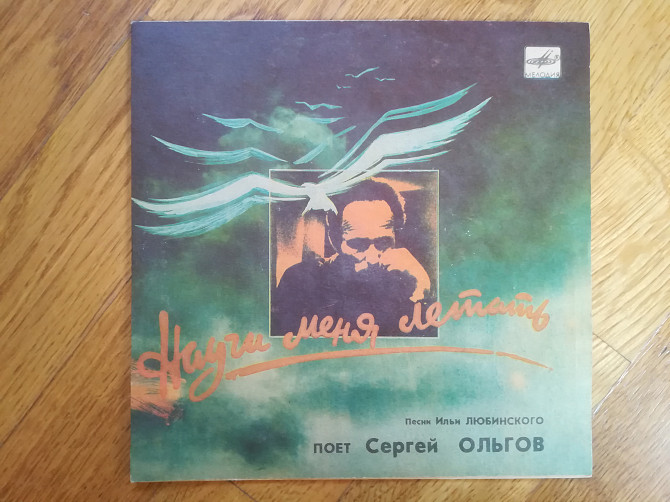 МЕЛОДИЯ
Научи меня летать
Песни Ильи ЛЮБИНСКОГО
ПОЕТ Сергей ОЛЬГОВ